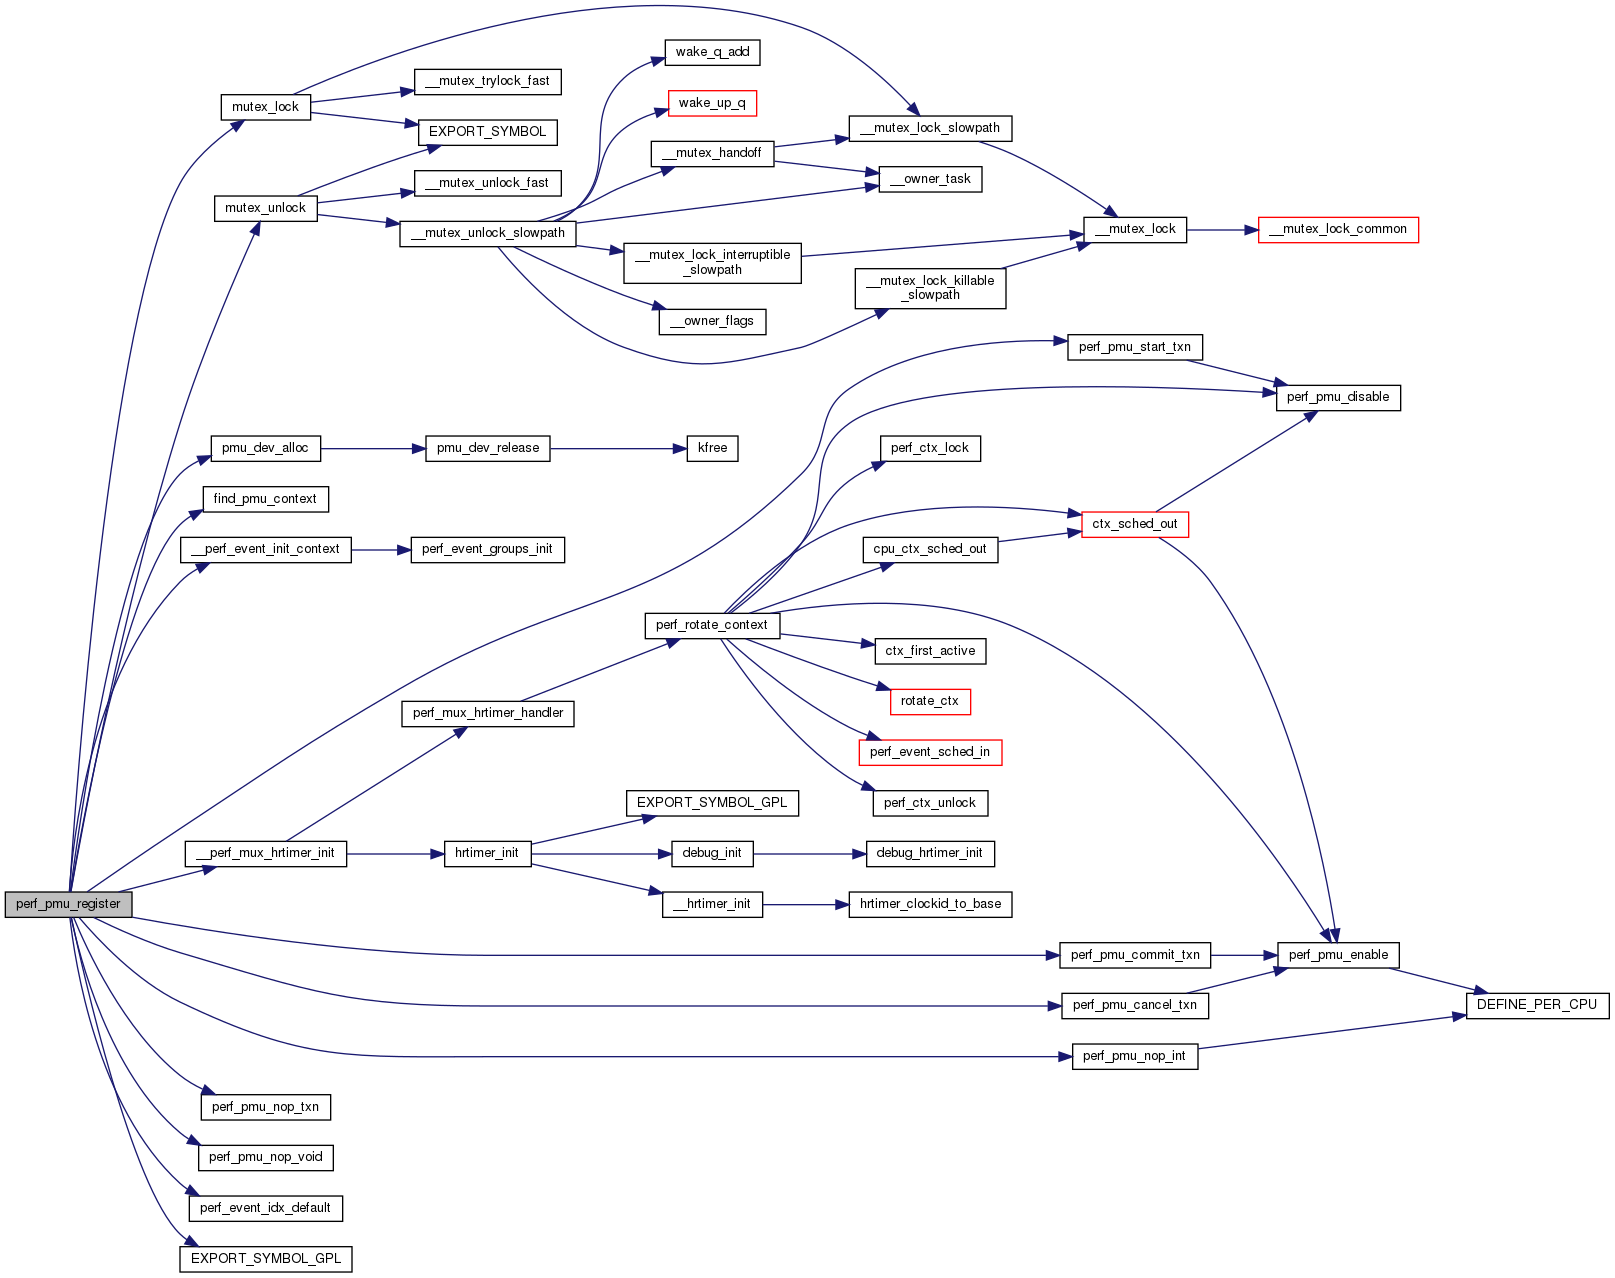 wake_q_add
mutex_lock
__mutex_trylock_fast
wake_up_q
EXPORT_SYMBOL
__mutex_lock_slowpath
__mutex_handoff
__mutex_unlock_fast
__owner_task
mutex_unlock
__mutex_unlock_slowpath
__mutex_lock
__mutex_lock_common
__mutex_lock_interruptible
_slowpath
__mutex_lock_killable
_slowpath
__owner_flags
perf_pmu_start_txn
perf_pmu_disable
pmu_dev_alloc
pmu_dev_release
kfree
perf_ctx_lock
find_pmu_context
ctx_sched_out
__perf_event_init_context
perf_event_groups_init
cpu_ctx_sched_out
perf_rotate_context
ctx_first_active
rotate_ctx
perf_mux_hrtimer_handler
perf_event_sched_in
EXPORT_SYMBOL_GPL
perf_ctx_unlock
__perf_mux_hrtimer_init
hrtimer_init
debug_init
debug_hrtimer_init
perf_pmu_register
__hrtimer_init
hrtimer_clockid_to_base
perf_pmu_commit_txn
perf_pmu_enable
perf_pmu_cancel_txn
DEFINE_PER_CPU
perf_pmu_nop_int
perf_pmu_nop_txn
perf_pmu_nop_void
perf_event_idx_default
EXPORT_SYMBOL_GPL